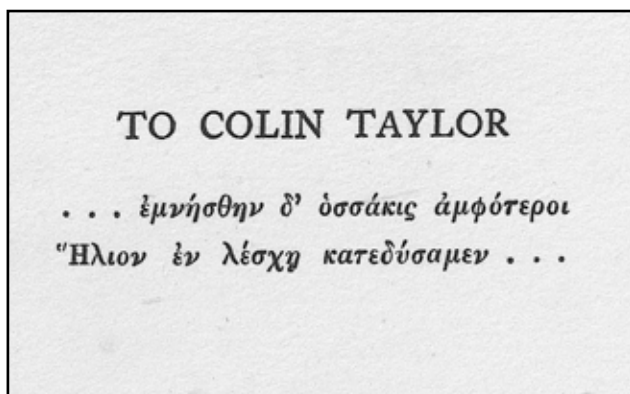 TO COLIN TAYLOR
. . . ἐμνήσθην δ' ὁσσάκις ἀμφότεροι
Ἥλιον ἐν λέσχῃ κατεδύσαμεν . . .